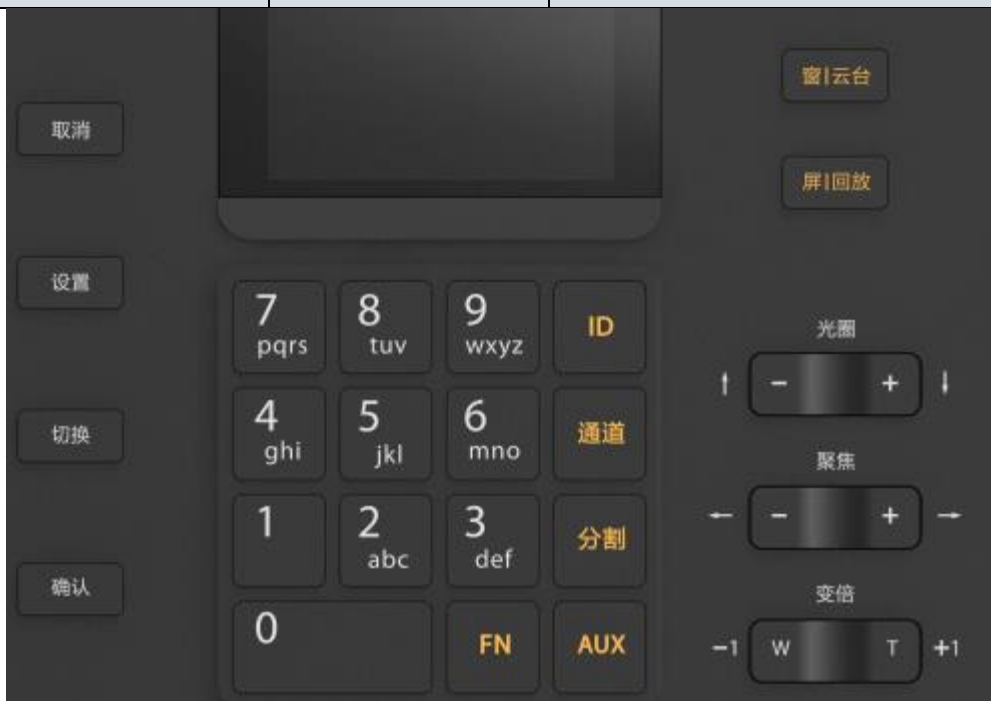 窗|云台
取消
屏|回放
设置
7
pqrs
8
tuv
9
wxyz
ID
光圈
↑ - + ↓
4
ghi
5
jkl
6
mno
通道
切换
聚焦
← - + →
1
2
abc
3
def
分割
确认
变倍
-1 W T +1
0
FN
AUX